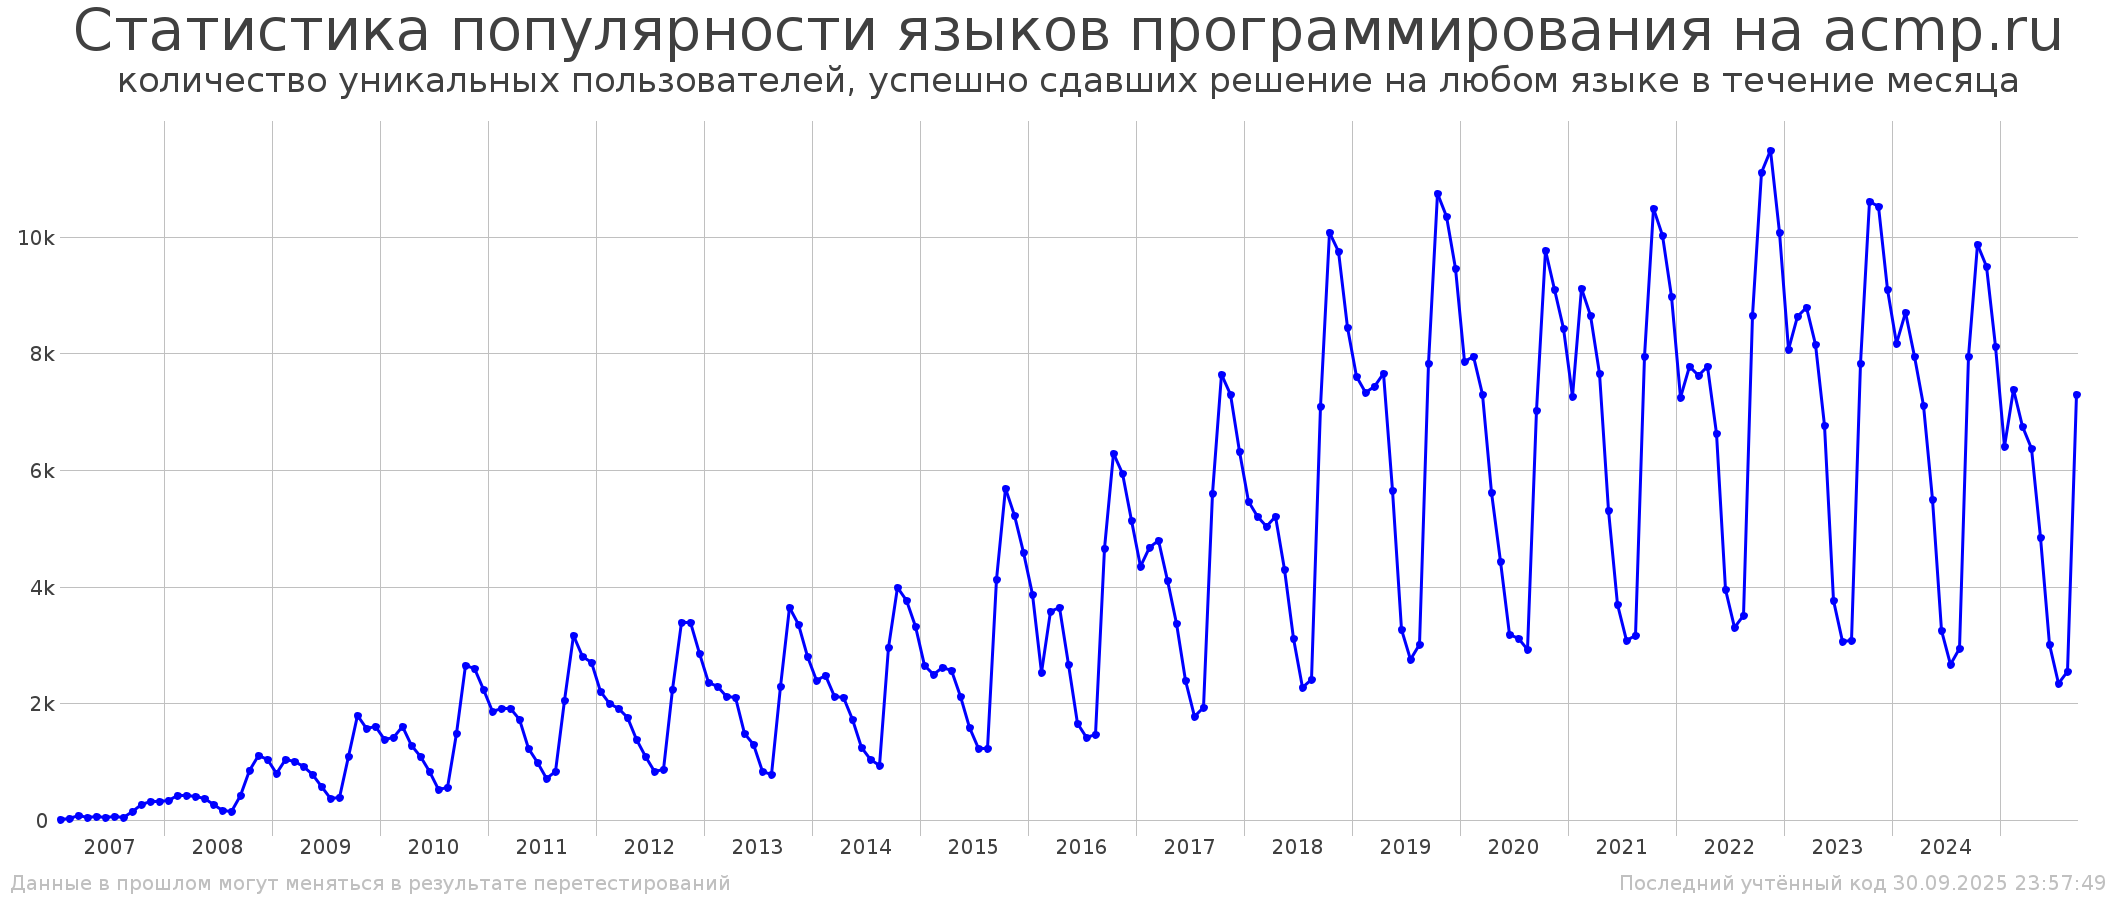 Статистика популярности языков программирования на acmp.ru
количество уникальных пользователей, успешно сдавших решение на любом языке в течение месяца
10k
8k
6k
4k
2k
0
2007 2008 2009 2010 2011 2012 2013 2014 2015 2016 2017 2018 2019 2020 2021 2022 2023 2024
Данные в прошлом могут меняться в результате перетестирований
Последний учтённый код 30.09.2025 23:57:49